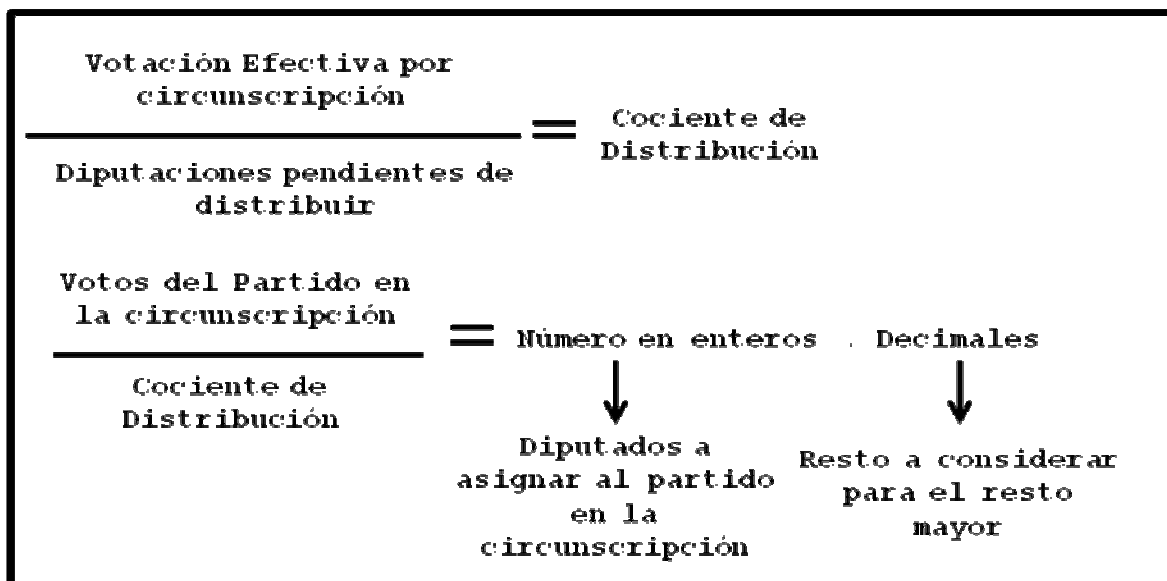 Votación Efectiva por
circunscripción
=
Cociente de
Distribución
Diputaciones pendientes de
distribuir
Votos del Partido en
la circunscripción
=
Número en enteros . Decimales
Cociente de
Distribución
Diputados a
asignar al partido
en la
circunscripción
Resto a considerar
para el resto
mayor